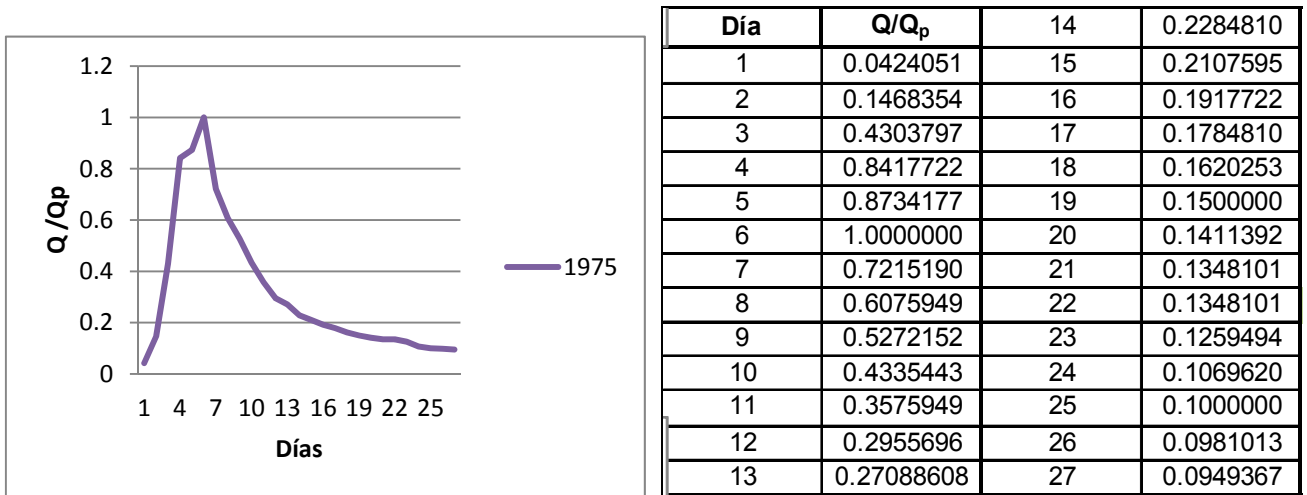 1.2
1
0.8
0.6
0.4
0.2
0
Q /Qp
1 4 7 10 13 16 19 22 25
Días
1975
Día Q/Qp 14 0.2284810
1 0.0424051 15 0.2107595
2 0.1468354 16 0.1917722
3 0.4303797 17 0.1784810
4 0.8417722 18 0.1620253
5 0.8734177 19 0.1500000
6 1.0000000 20 0.1411392
7 0.7215190 21 0.1348101
8 0.6075949 22 0.1348101
9 0.5272152 23 0.1259494
10 0.4335443 24 0.1069620
11 0.3575949 25 0.1000000
12 0.2955696 26 0.0981013
13 0.27088608 27 0.0949367